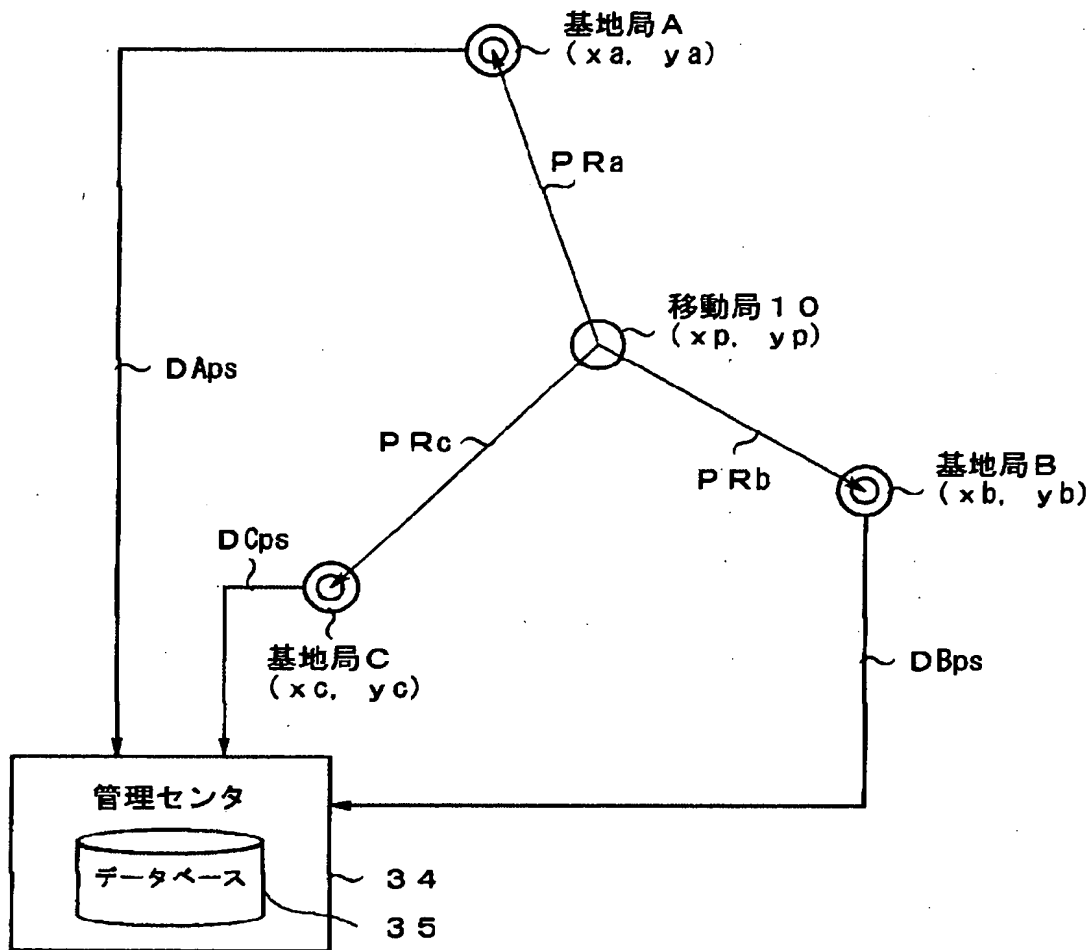 基地局A
(xa, ya)
PRa
移動局10
(xp, yp)
DAps
PRc
PRb
基地局B
(xb, yb)
DCps
基地局C
(xc, yc)
DBps
管理センタ
データベース
34
35